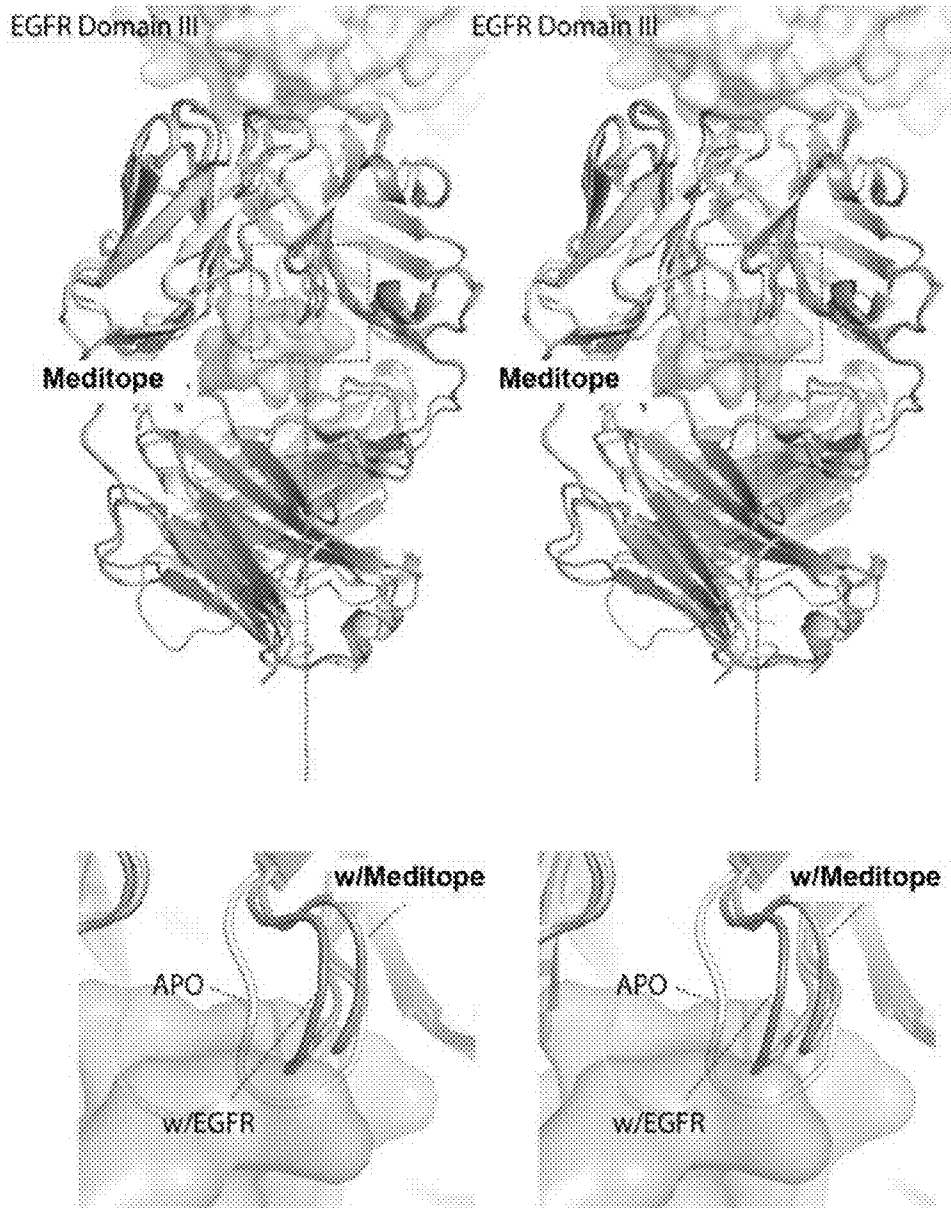 EGFR Domain III EGFR Domain III
Meditope Meditope
w/Meditope w/Meditope
APO APO
w/EGFR w/EGFR